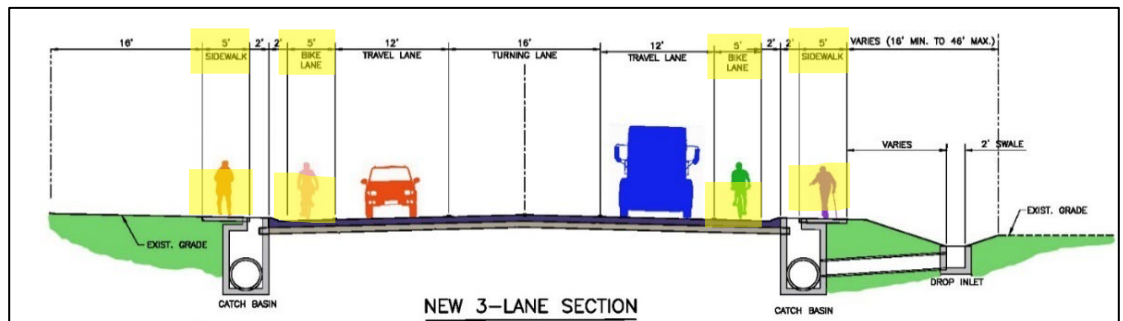 16' 5' 2' 2' 5' 12' 16' 12' 5' 2' 2' 5' VARIES (16' MIN. TO 46' MAX.)
SIDEWALK BIKE LANE TRAVEL LANE TURNING LANE TRAVEL LANE BIKE LANE SIDEWALK
VARIES 2' SWALE
EXIST. GRADE EXIST. GRADE
DROP INLET
CATCH BASIN NEW 3-LANE SECTION CATCH BASIN